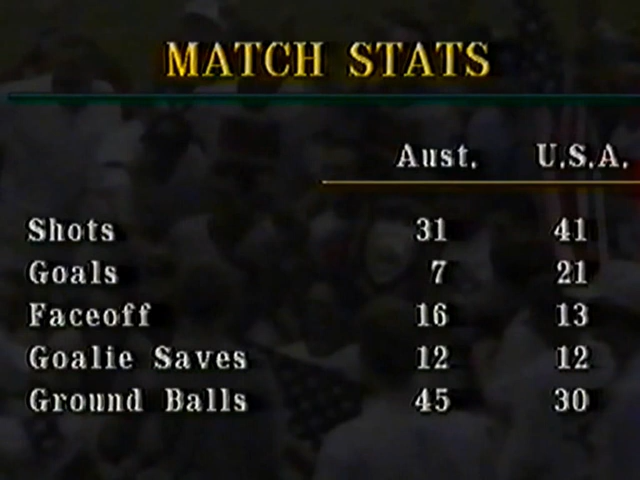 MATCH STATS
Aust. U.S.A.
Shots 31 41
Goals 7 21
Faceoff 16 13
Goalie Saves 12 12
Ground Balls 45 30